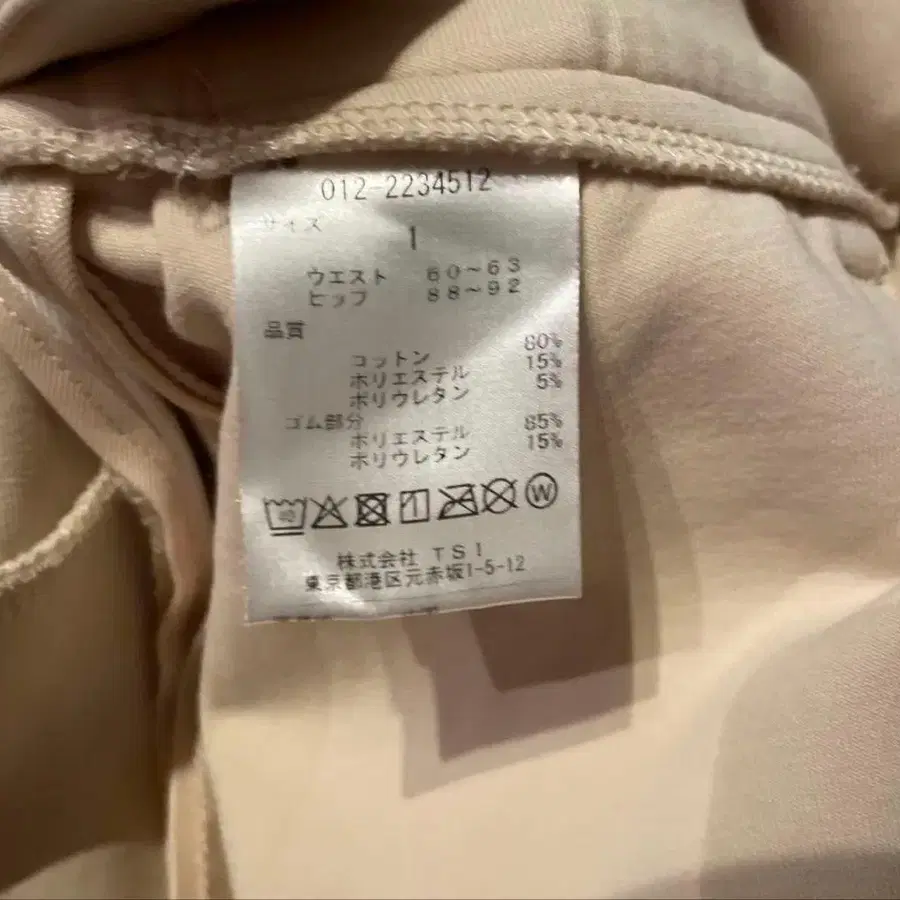 012-2234512
サイズ
1
ウエスト 60～63
ヒップ 88～92
品質
コットン 80%
ポリエステル 15%
ポリウレタン 5%
ゴム部分
ポリエステル 85%
ポリウレタン 15%
40 W
株式会社 TSI
東京都港区元赤坂1-5-12